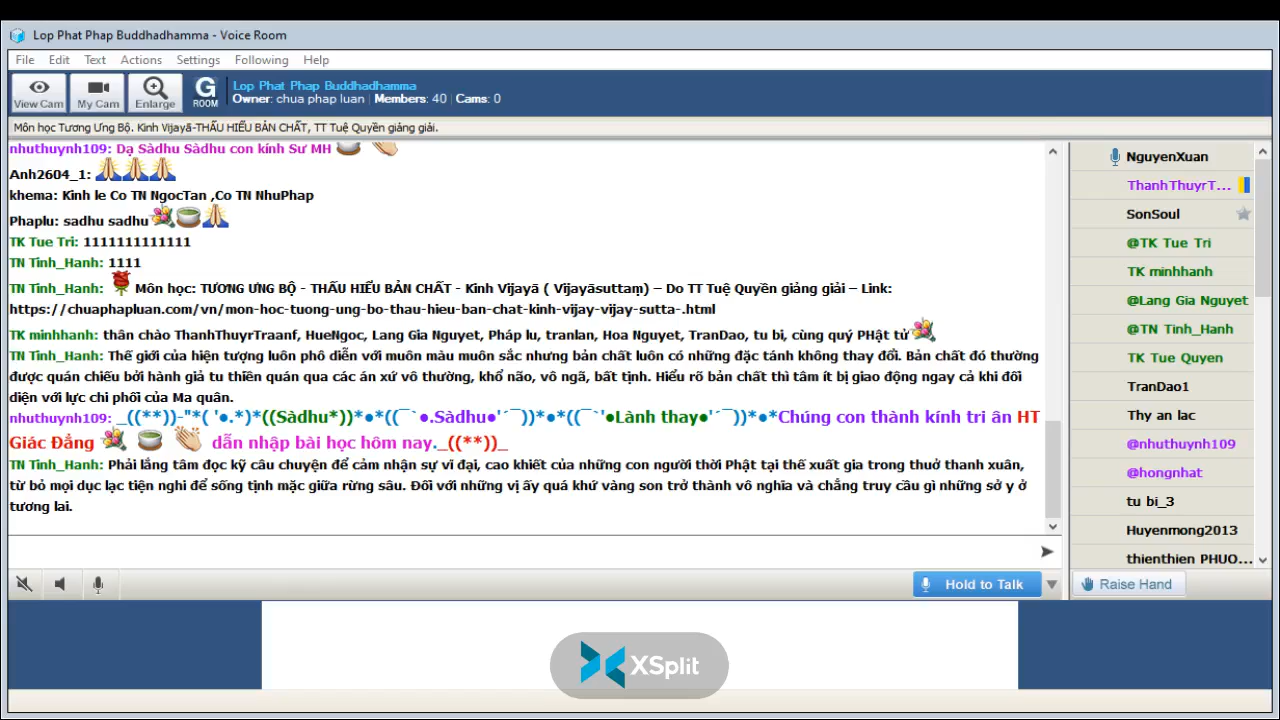 Lop Phat Phap Buddhadhamma - Voice Room
File Edit Text Actions Settings Following Help
View Cam My Cam Enlarge G ROOM
Lop Phat Phap Buddhadhamma
Owner: chua phap luan | Members: 40 | Cams: 0
Môn học Tương Ưng Bộ. Kinh Vijayā-THẤU HIỂU BẢN CHẤT, TT Tuệ Quyền giảng giải.
nhuthuynh109: Dạ Sàdhu Sàdhu con kính Sư MH
Anh2604_1:
khema: Kinh le Co TN NgocTan ,Co TN NhuPhap
Phaplu: sadhu sadhu
TK Tue Tri: 1111111111111
TN Tinh_Hanh: 1111
TN Tinh_Hanh: Môn học: TƯƠNG ƯNG BỘ - THẤU HIỂU BẢN CHẤT - Kinh Vijayā ( Vijayāsuttaṃ) – Do TT Tuệ Quyền giảng giải – Link:
https://chuaphapluan.com/vn/mon-hoc-tuong-ung-bo-thau-hieu-ban-chat-kinh-vijay-vijay-sutta-.html
TK minhhanh: thân chào ThanhThuyrTraanf, HueNgoc, Lang Gia Nguyet, Pháp lu, tranlan, Hoa Nguyet, TranDao, tu bi, cùng quý PHật tử
TN Tinh_Hanh: Thế giới của hiện tượng luôn phô diễn với muôn màu muôn sắc nhưng bản chất luôn có những đặc tánh không thay đổi. Bản chất đó thường
được quán chiếu bởi hành giả tu thiền quán qua các án xứ vô thường, khổ não, vô ngã, bất tịnh. Hiểu rõ bản chất thì tâm ít bị giao động ngay cả khi đối
diện với lực chi phối của Ma quân.
nhuthuynh109: _((**))-"*( '●.*)*((Sàdhu*))*●*((¯`●.Sàdhu●'´¯))*●*((¯`'●Lành thay●'´¯))*●*Chúng con thành kính tri ân HT
Giác Đẳng dẫn nhập bài học hôm nay._((**))_
TN Tinh_Hanh: Phải lắng tâm đọc kỹ câu chuyện để cảm nhận sự vĩ đại, cao khiết của những con người thời Phật tại thế xuất gia trong thuở thanh xuân,
từ bỏ mọi dục lạc tiện nghi để sống tịnh mặc giữa rừng sâu. Đối với những vị ấy quá khứ vàng son trở thành vô nghĩa và chẳng truy cầu gì những sở y ở
tương lai.
Hold to Talk
NguyenXuan
ThanhThuyrT...
SonSoul
@TK Tue Tri
TK minhhanh
@Lang Gia Nguyet
@TN Tinh_Hanh
TK Tue Quyen
TranDao1
Thy an lac
@nhuthuynh109
@hongnhat
tu bi_3
Huyenmong2013
thienthien PHUO...
Raise Hand
XSplit